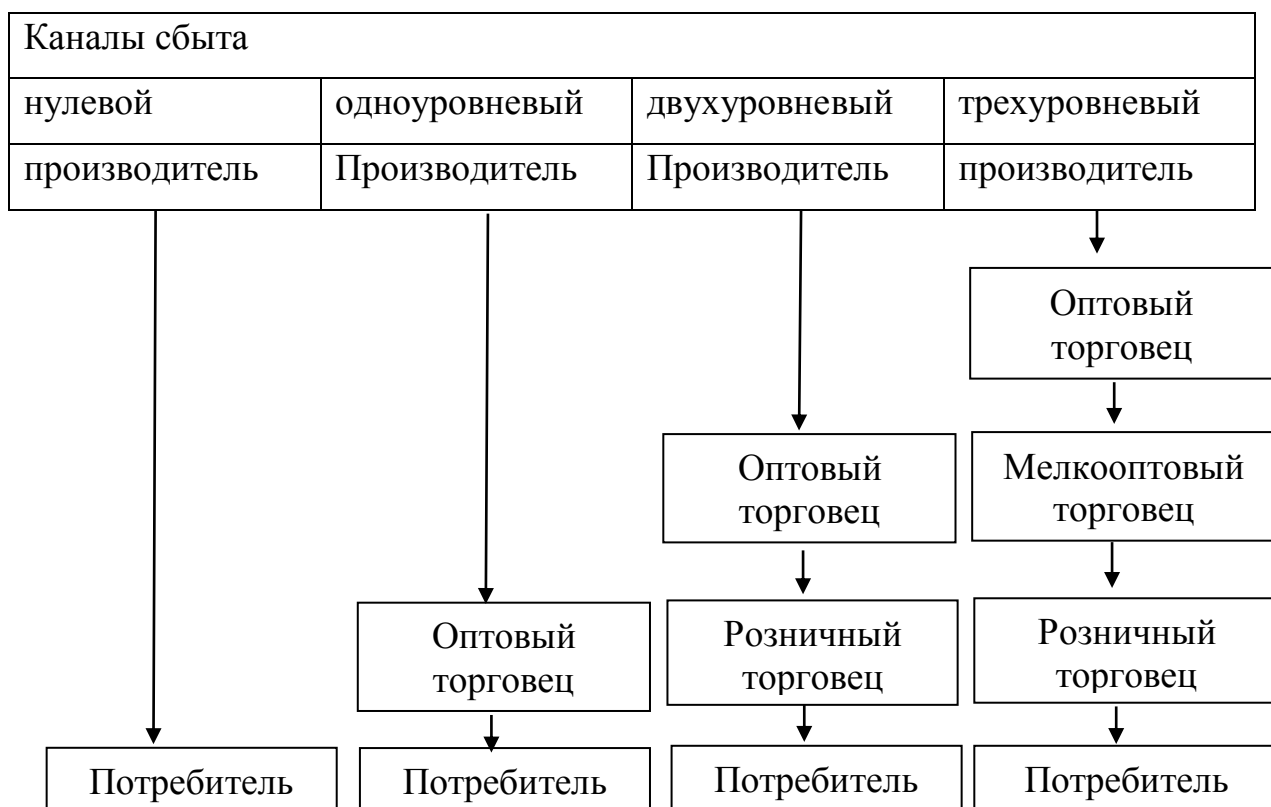 Каналы сбыта
нулевой одноуровневый двухуровневый трехуровневый
производитель Производитель Производитель производитель
Оптовый
торговец
Оптовый
торговец
Мелкооптовый
торговец
Оптовый
торговец
Розничный
торговец
Розничный
торговец
Потребитель Потребитель Потребитель Потребитель